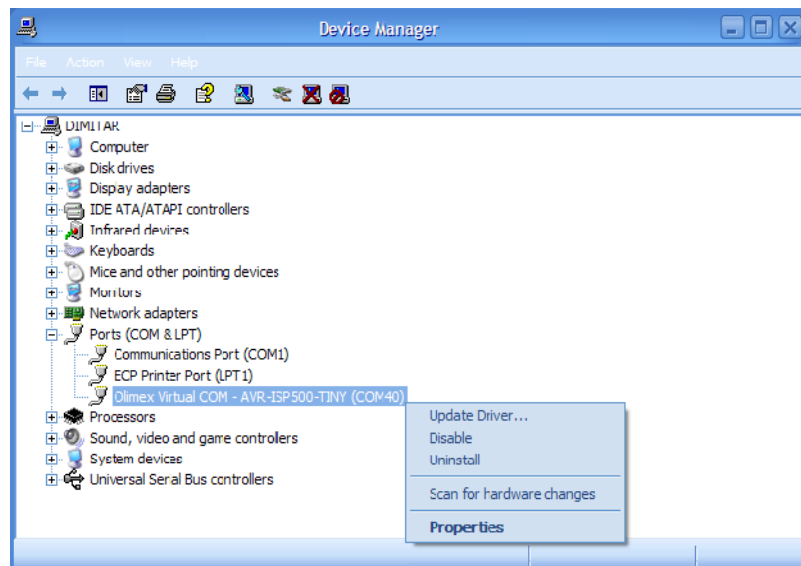 Device Manager
File Action View Help
DIMITAR
Computer
Disk drives
Display adapters
IDE ATA/ATAPI controllers
Infrared devices
Keyboards
Mice and other pointing devices
Monitors
Network adapters
Ports (COM & LPT)
Communications Port (COM1)
ECP Printer Port (LPT1)
Olimex Virtual COM - AVR-ISP500-TINY (COM40)
Processors
Sound, video and game controllers
System devices
Universal Serial Bus controllers
Update Driver...
Disable
Uninstall
Scan for hardware changes
Properties